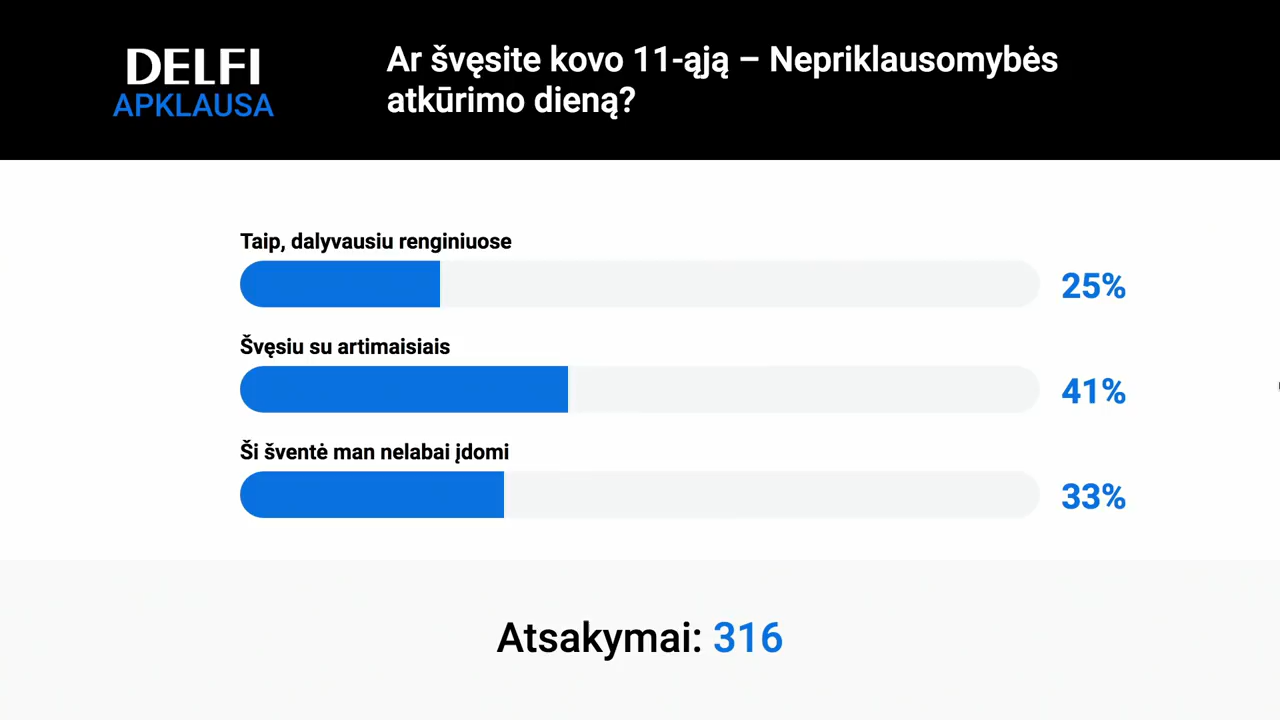 DELFI
APKLAUSA
Ar švęsite kovo 11-ąją – Nepriklausomybės
atkūrimo dieną?
Taip, dalyvausiu renginiuose
25%
Švęsiu su artimaisiais
41%
Ši šventė man nelabai įdomi
33%
Atsakymai: 316